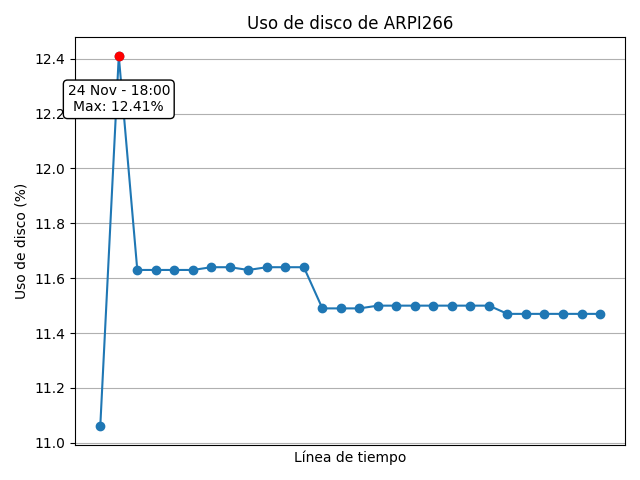 Uso de disco de ARPI266
12.4
24 Nov - 18:00
Max: 12.41%
12.2
12.0
11.8
11.6
11.4
11.2
11.0
Uso de disco (%)
Línea de tiempo